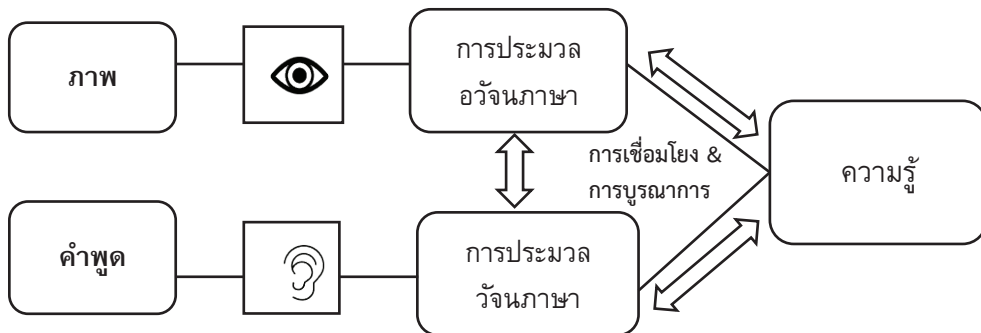 ภาพ
การประมวล
อวัจนภาษา
การเชื่อมโยง &
การบูรณาการ
ความรู้
คำพูด
การประมวล
วัจนภาษา